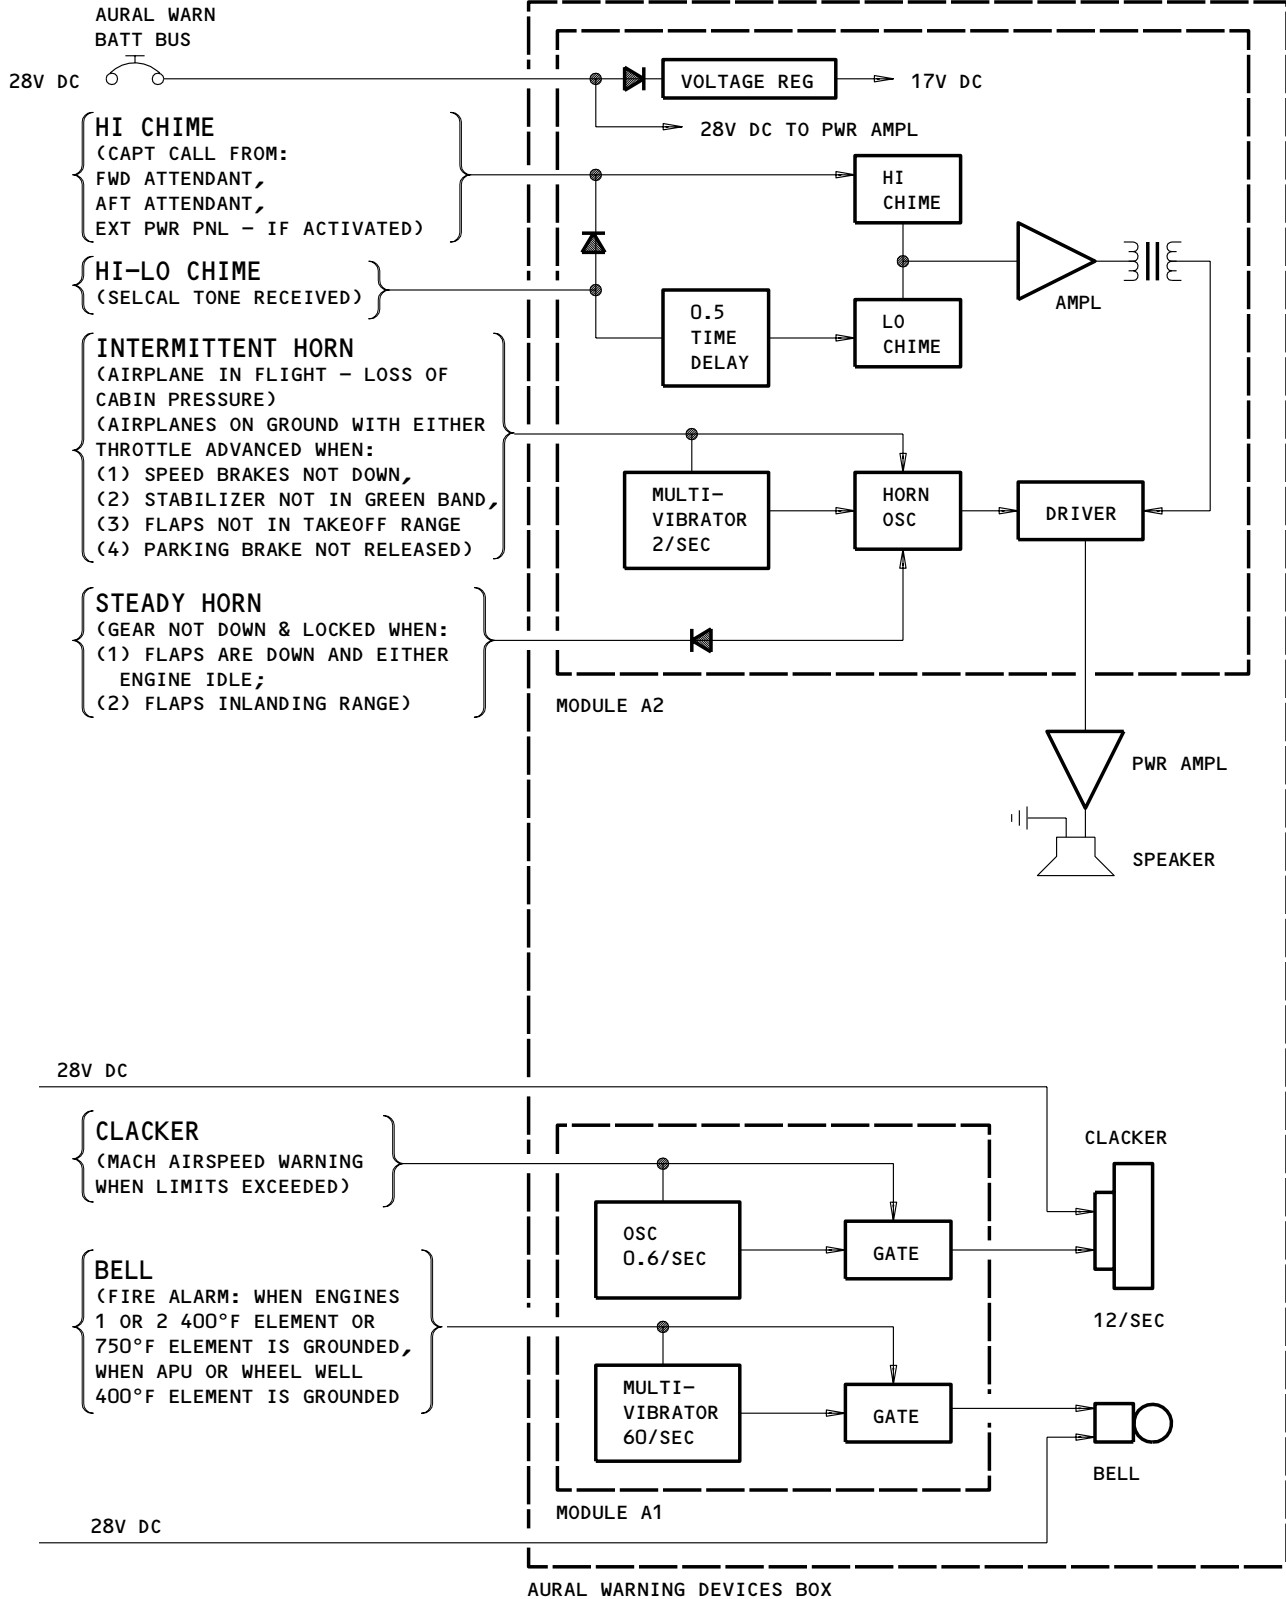 AURAL WARN
BATT BUS
28V DC
VOLTAGE REG
17V DC
28V DC TO PWR AMPL
HI CHIME
(CAPT CALL FROM:
FWD ATTENDANT,
AFT ATTENDANT,
EXT PWR PNL – IF ACTIVATED)
HI
CHIME
HI–LO CHIME
(SELCAL TONE RECEIVED)
0.5
TIME
DELAY
LO
CHIME
AMPL
INTERMITTENT HORN
(AIRPLANE IN FLIGHT – LOSS OF
CABIN PRESSURE)
(AIRPLANES ON GROUND WITH EITHER
THROTTLE ADVANCED WHEN:
(1) SPEED BRAKES NOT DOWN,
(2) STABILIZER NOT IN GREEN BAND,
(3) FLAPS NOT IN TAKEOFF RANGE
(4) PARKING BRAKE NOT RELEASED)
MULTI–
VIBRATOR
2/SEC
HORN
OSC
DRIVER
STEADY HORN
(GEAR NOT DOWN & LOCKED WHEN:
(1) FLAPS ARE DOWN AND EITHER
ENGINE IDLE;
(2) FLAPS INLANDING RANGE)
MODULE A2
PWR AMPL
SPEAKER
28V DC
CLACKER
(MACH AIRSPEED WARNING
WHEN LIMITS EXCEEDED)
OSC
0.6/SEC
GATE
CLACKER
12/SEC
BELL
(FIRE ALARM: WHEN ENGINES
1 OR 2 400°F ELEMENT OR
750°F ELEMENT IS GROUNDED,
WHEN APU OR WHEEL WELL
400°F ELEMENT IS GROUNDED
MULTI–
VIBRATOR
60/SEC
GATE
BELL
MODULE A1
28V DC
AURAL WARNING DEVICES BOX